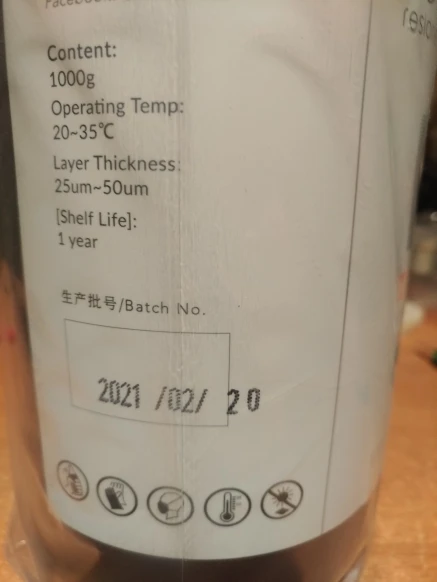 Content:
1000g
Operating Temp:
20~35℃
Layer Thickness:
25um~50um
[Shelf Life]:
1 year
生产批号/Batch No.
2021 /02/ 20